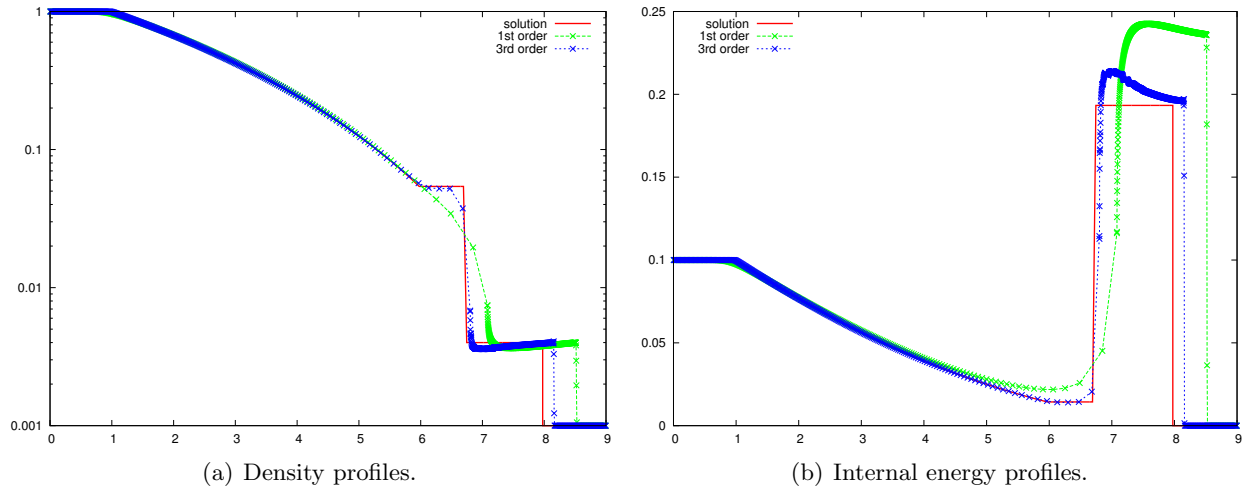 1
0.1
0.01
0.001
0 1 2 3 4 5 6 7 8 9
solution
1st order
3rd order
(a) Density profiles.
0.25
0.2
0.15
0.1
0.05
0
0 1 2 3 4 5 6 7 8 9
solution
1st order
3rd order
(b) Internal energy profiles.